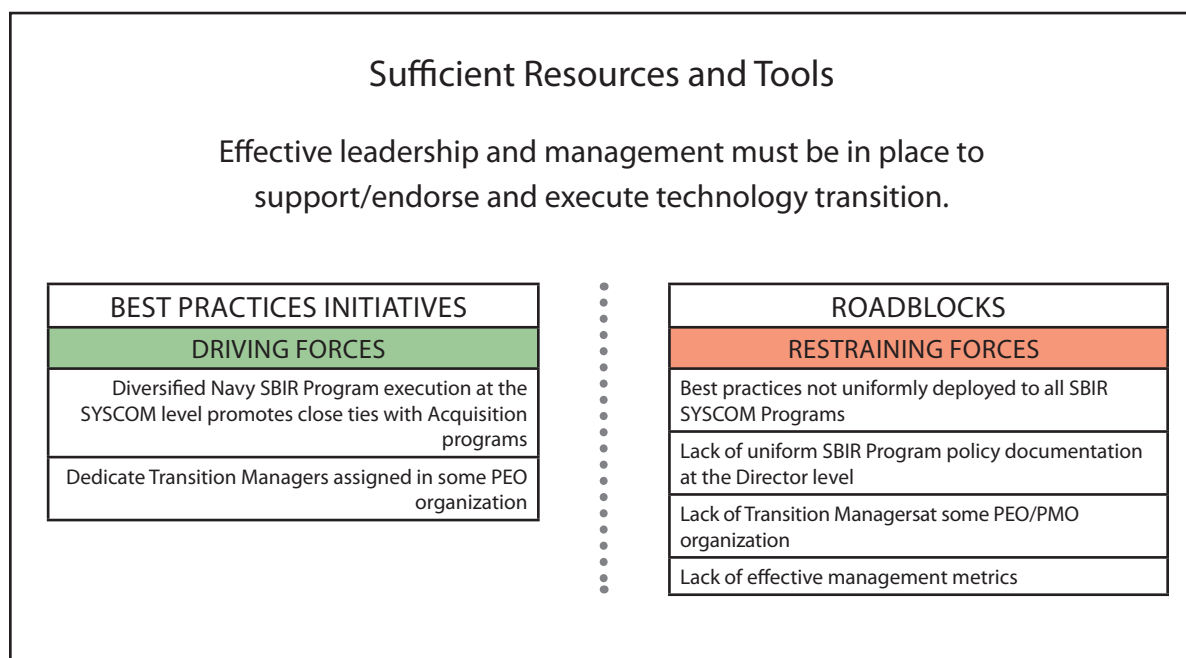 Sufficient Resources and Tools
Effective leadership and management must be in place to
support/endorse and execute technology transition.
BEST PRACTICES INITIATIVES
DRIVING FORCES
Diversified Navy SBIR Program execution at the
SYSCOM level promotes close ties with Acquisition
programs
Dedicate Transition Managers assigned in some PEO
organization
ROADBLOCKS
RESTRAINING FORCES
Best practices not uniformly deployed to all SBIR
SYSCOM Programs
Lack of uniform SBIR Program policy documentation
at the Director level
Lack of Transition Managersat some PEO/PMO
organization
Lack of effective management metrics